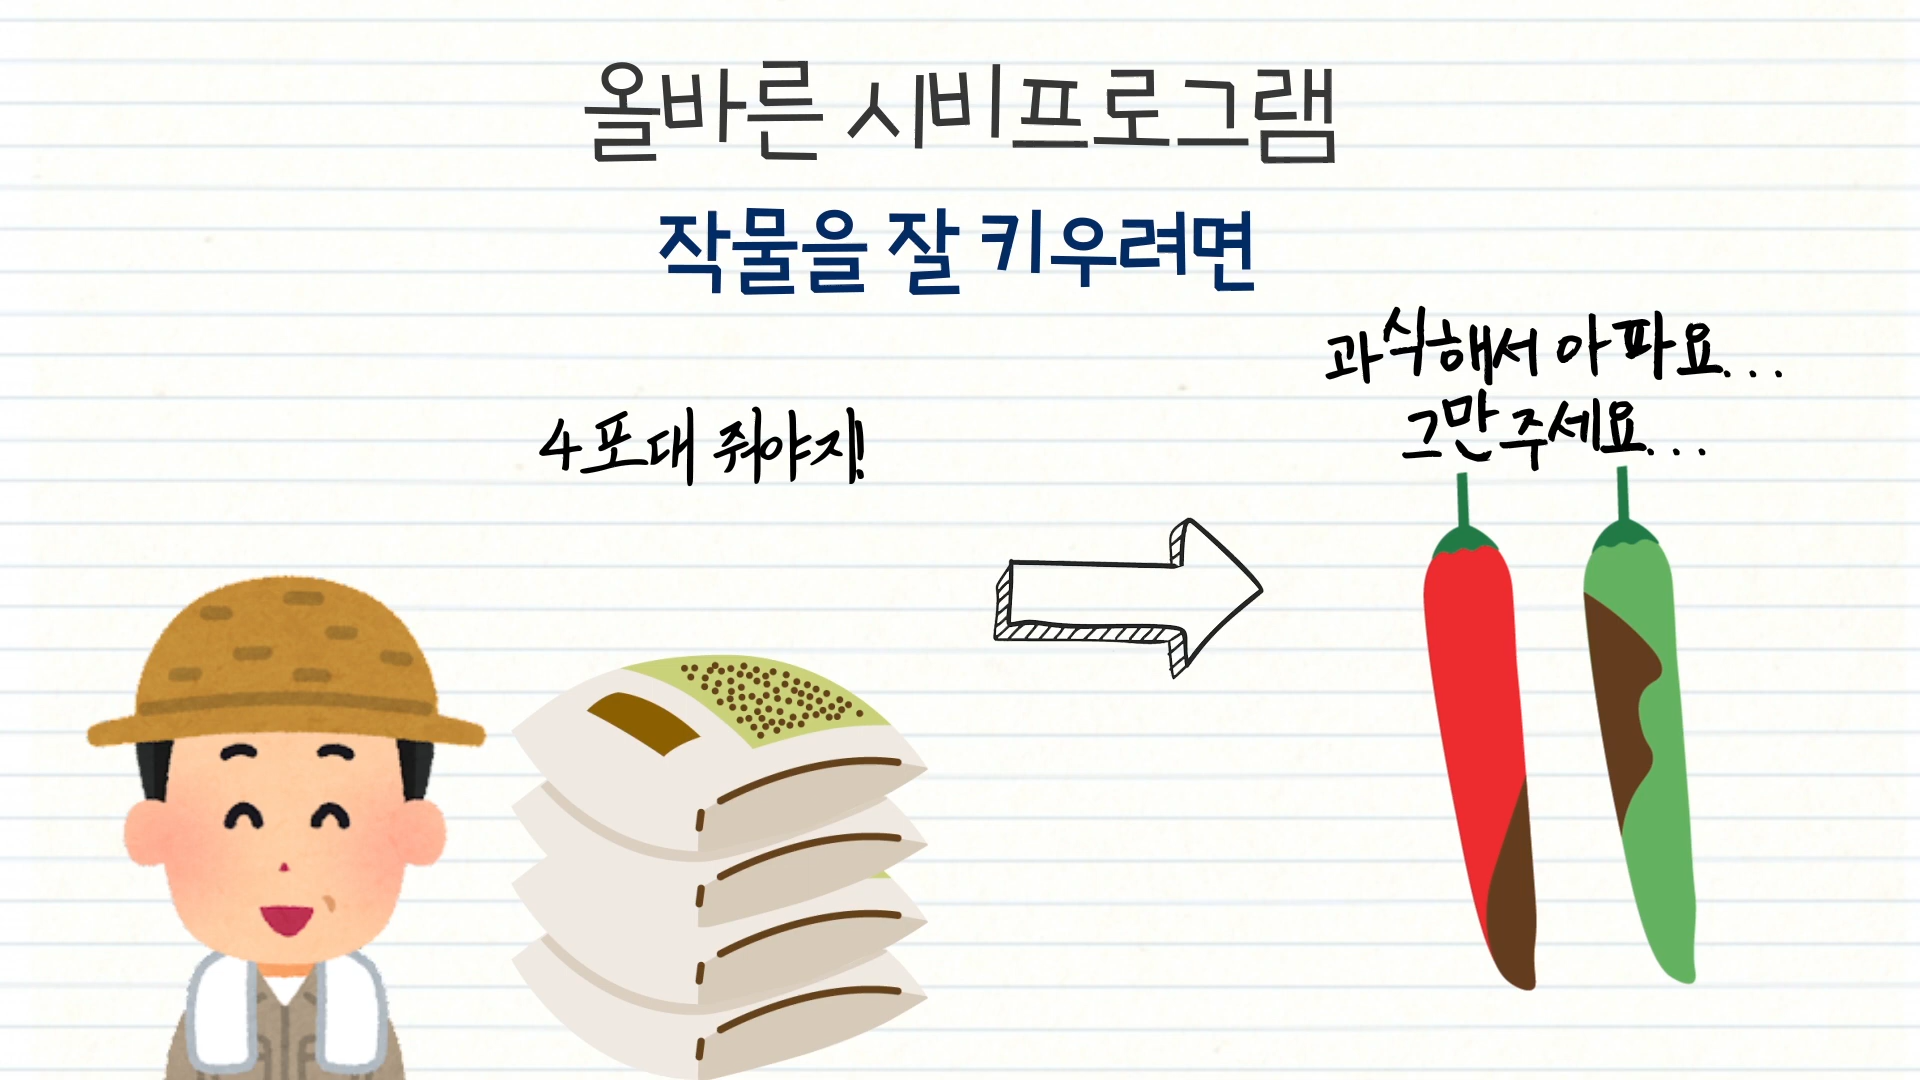 올바른 시비프로그램
작물을 잘 키우려면
과식해서 아파요...
그만주세요...
4포대 줘야지!